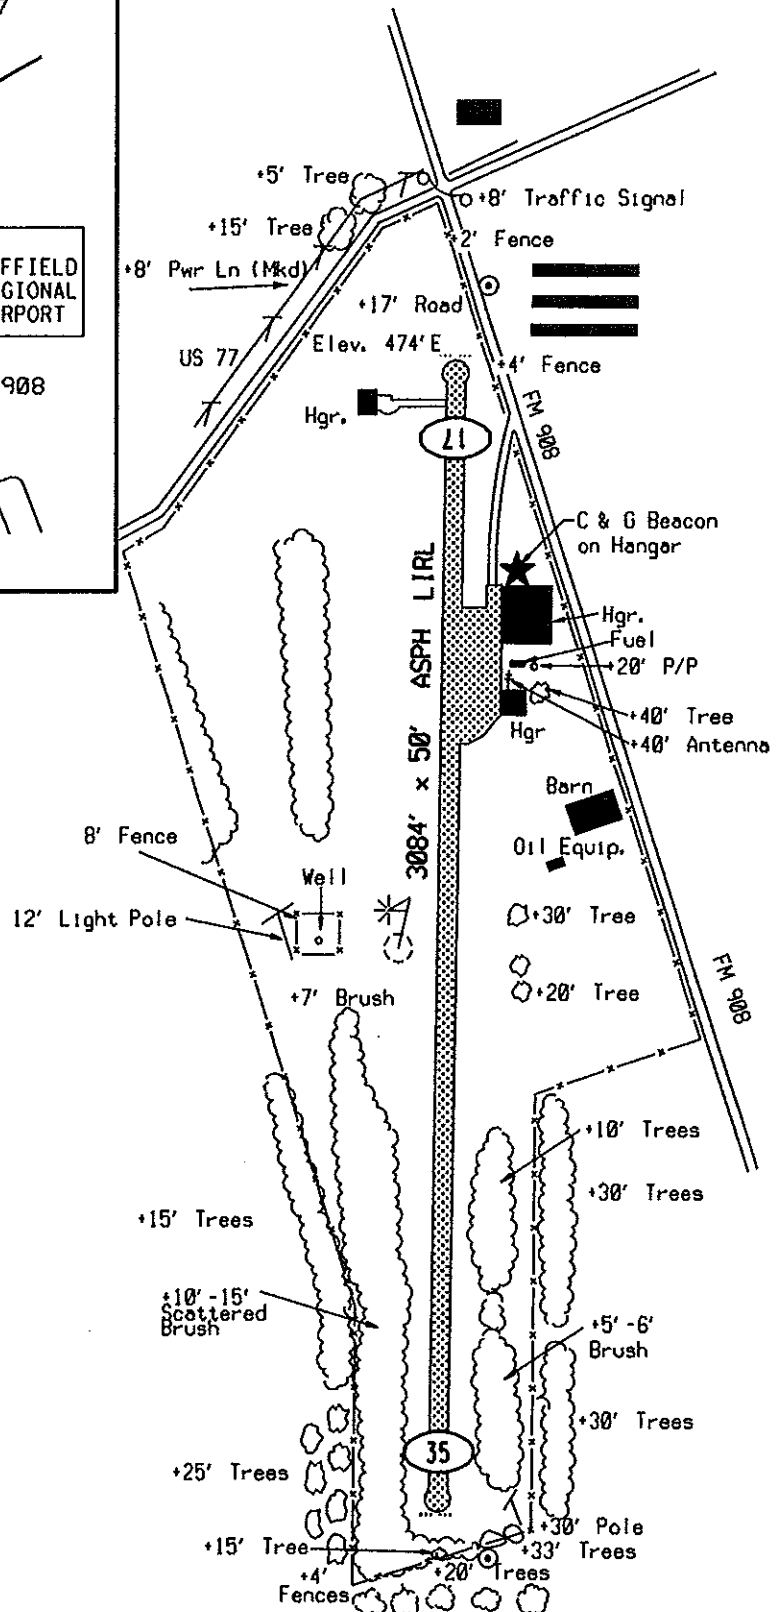 +5' Tree
+8' Traffic Signal
+15' Tree
+2' Fence
FFIELD
GIONAL
RPORT
+8' Pwr Ln (Mkd)
+17' Road
Elev. 474'E
US 77
+4' Fence
908
Hgr.
FM 908
17
C & G Beacon
on Hangar
3084' x 50' ASPH LIRL
Hgr.
Fuel
+20' P/P
+40' Tree
Hgr
+40' Antenna
Barn
8' Fence
Oil Equip.
Well
12' Light Pole
+30' Tree
+7' Brush
+20' Tree
FM 908
+10' Trees
+30' Trees
+15' Trees
+10'-15'
Scattered
Brush
+5'-6'
Brush
+30' Trees
35
+25' Trees
+30' Pole
+15' Tree
+33' Trees
+4'
Fences
+20' Trees